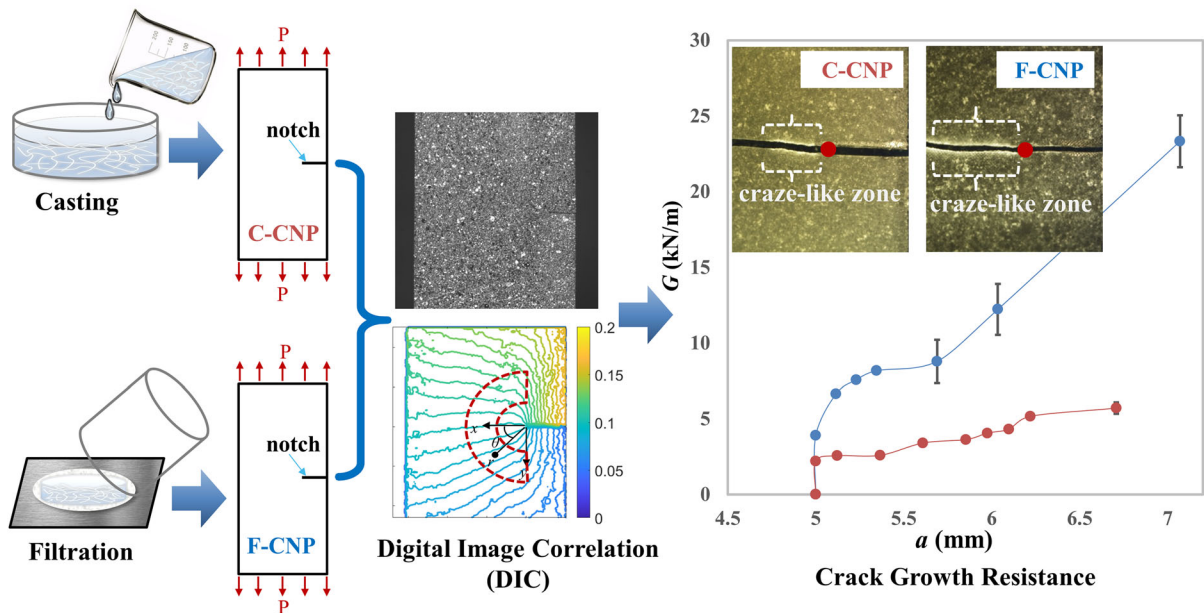 Casting
P
notch
C-CNP
P
Filtration
P
notch
F-CNP
P
0.2
0.15
0.1
0.05
0
x
θ
r
Digital Image Correlation
(DIC)
C-CNP
craze-like zone
F-CNP
craze-like zone
G (kN/m)
30
25
20
15
10
5
0
4.5
5
5.5
6
6.5
7
a (mm)
Crack Growth Resistance